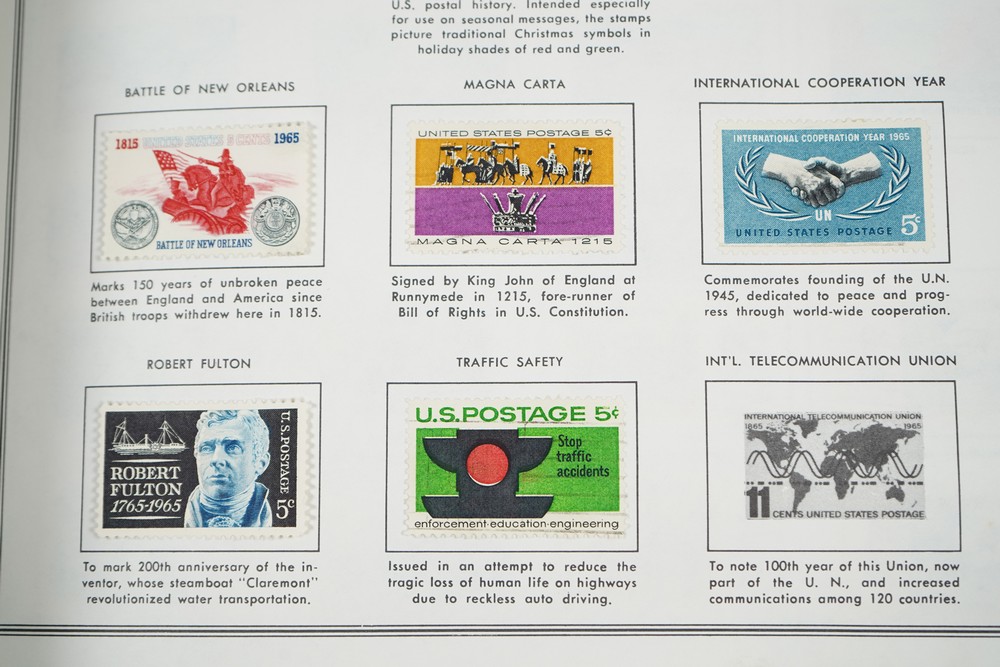 U.S. postal history. Intended especially
for use on seasonal messages, the stamps
picture traditional Christmas symbols in
holiday shades of red and green.
BATTLE OF NEW ORLEANS
1815 UNITED STATES 5 CENTS 1965
BATTLE OF NEW ORLEANS
Marks 150 years of unbroken peace
between England and America since
British troops withdrew here in 1815.
MAGNA CARTA
UNITED STATES POSTAGE 5¢
MAGNA CARTA 1215
Signed by King John of England at
Runnymede in 1215, fore-runner of
Bill of Rights in U.S. Constitution.
INTERNATIONAL COOPERATION YEAR
INTERNATIONAL COOPERATION YEAR 1965
UN
UNITED STATES POSTAGE 5c
Commemorates founding of the U.N.
1945, dedicated to peace and prog-
ress through world-wide cooperation.
ROBERT FULTON
ROBERT
FULTON
1765-1965
U.S. POSTAGE
5c
To mark 200th anniversary of the in-
ventor, whose steamboat "Claremont"
revolutionized water transportation.
TRAFFIC SAFETY
U.S. POSTAGE 5¢
Stop
traffic
accidents
enforcement·education·engineering
Issued in an attempt to reduce the
tragic loss of human life on highways
due to reckless auto driving.
INT'L. TELECOMMUNICATION UNION
INTERNATIONAL TELECOMMUNICATION UNION
1865 1965
11 CENTS UNITED STATES POSTAGE
To note 100th year of this Union, now
part of the U. N., and increased
communications among 120 countries.